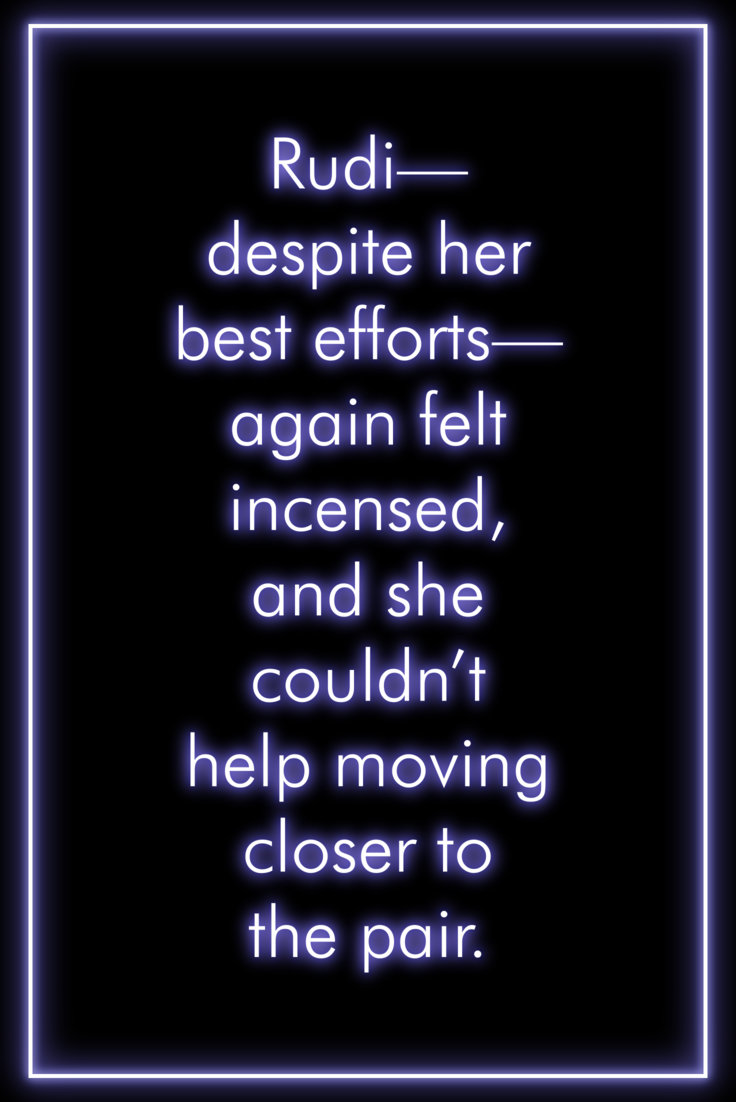 Rudi—
despite her
best efforts—
again felt
incensed,
and she
couldn’t
help moving
closer to
the pair.